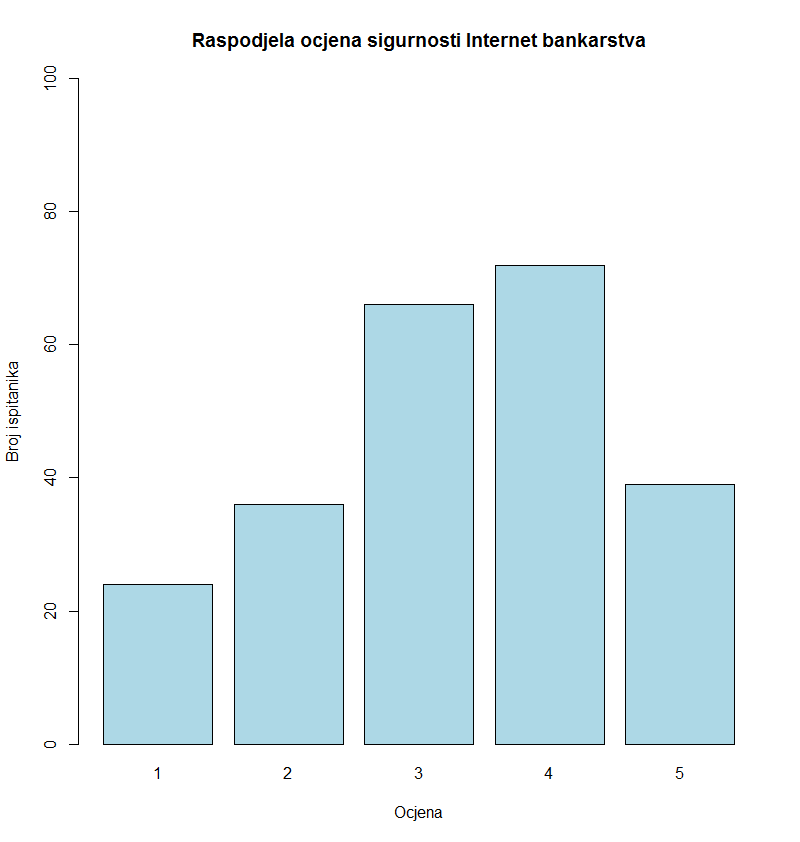 Raspodjela ocjena sigurnosti Internet bankarstva
Broj ispitanika
100
80
60
40
20
0
1 2 3 4 5
Ocjena